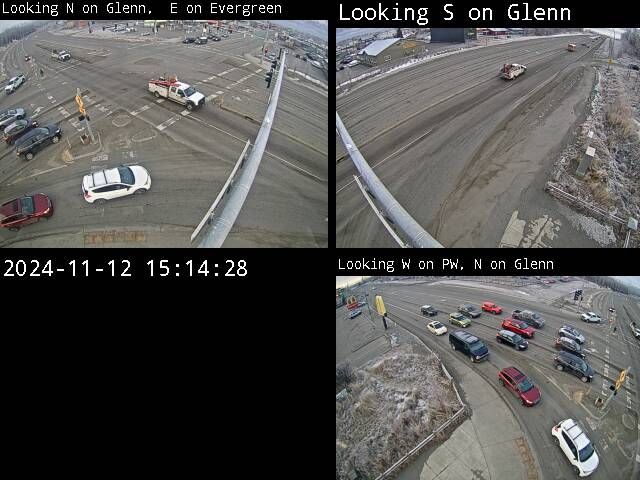 Looking N on Glenn,  E on Evergreen
Looking S on Glenn
2024-11-12 15:14:28
Looking W on PW, N on Glenn